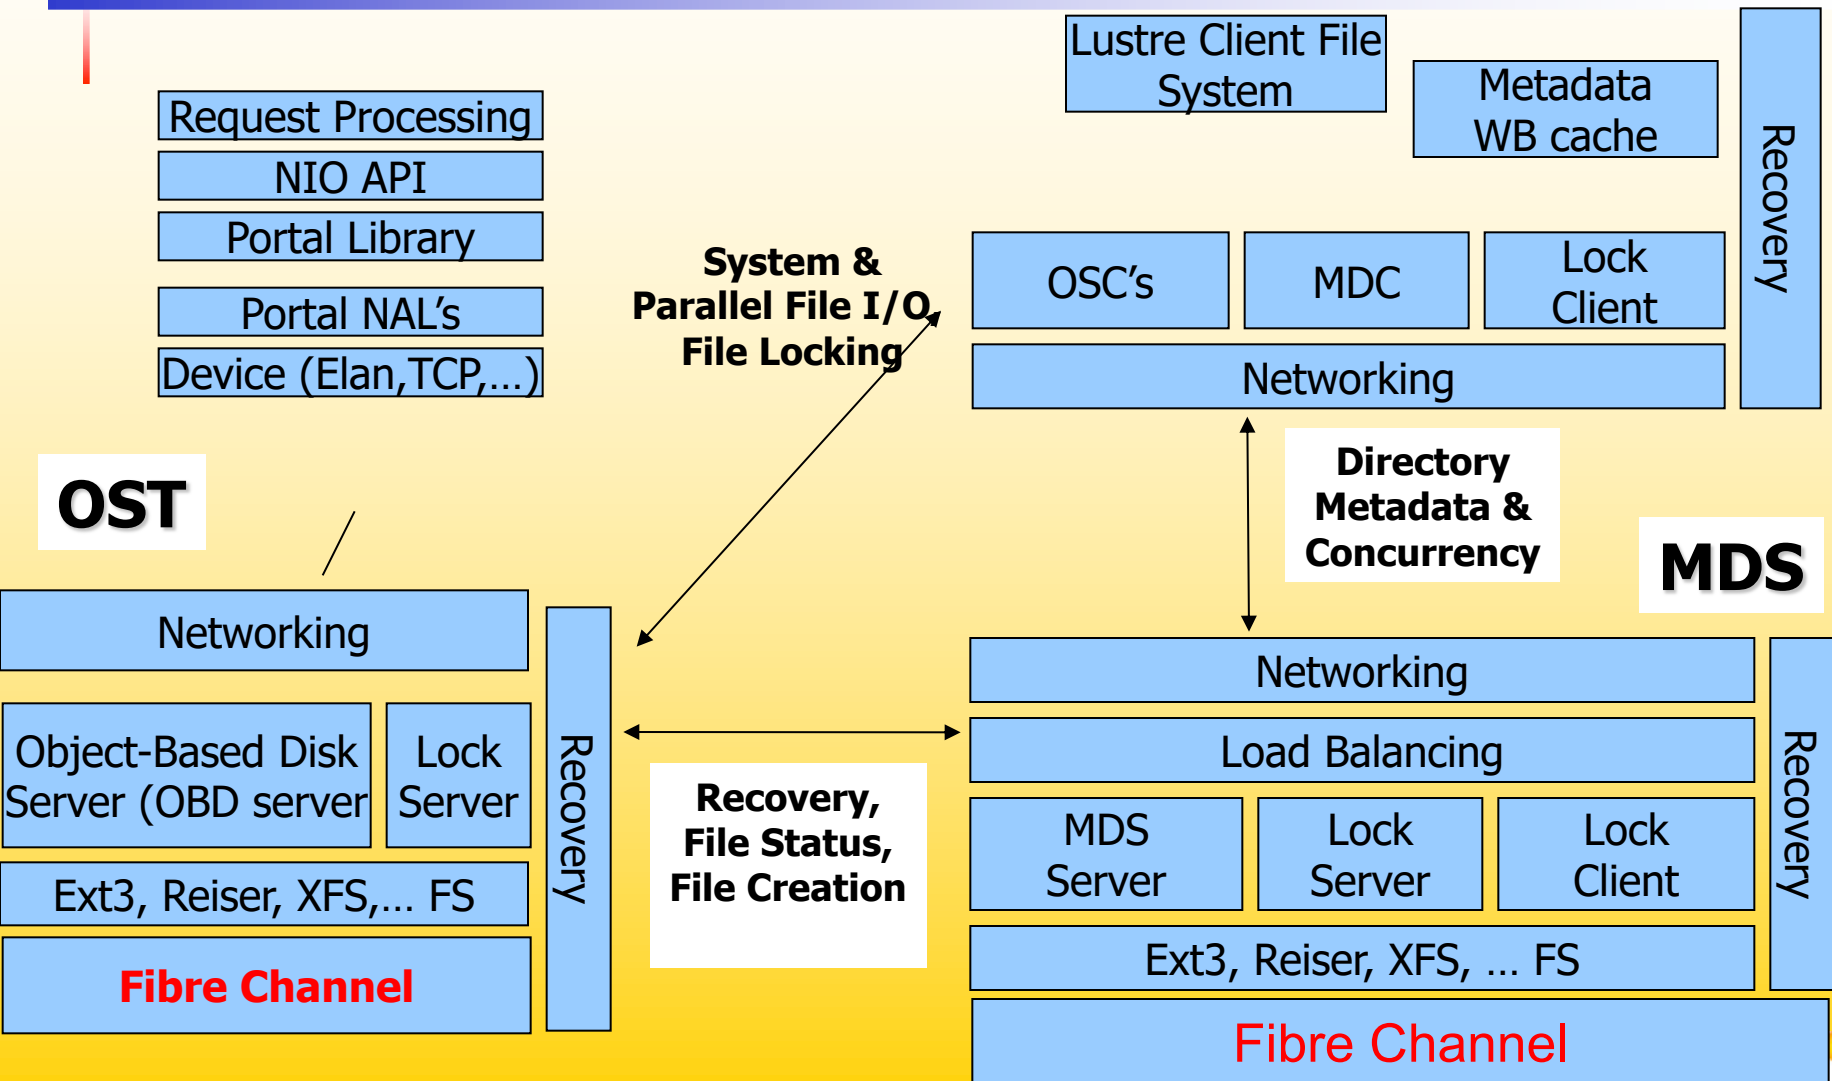 Lustre Client File
System
Metadata
WB cache
Recovery
Request Processing
NIO API
Portal Library
Portal NAL's
Device (Elan,TCP,…)
System &
Parallel File I/O,
File Locking
OSC's
MDC
Lock
Client
Networking
Directory
Metadata &
Concurrency
OST
MDS
Networking
Object-Based Disk
Server (OBD server
Lock
Server
Recovery
Ext3, Reiser, XFS,… FS
Fibre Channel
Recovery,
File Status,
File Creation
Networking
Load Balancing
MDS
Server
Lock
Server
Lock
Client
Recovery
Ext3, Reiser, XFS, … FS
Fibre Channel